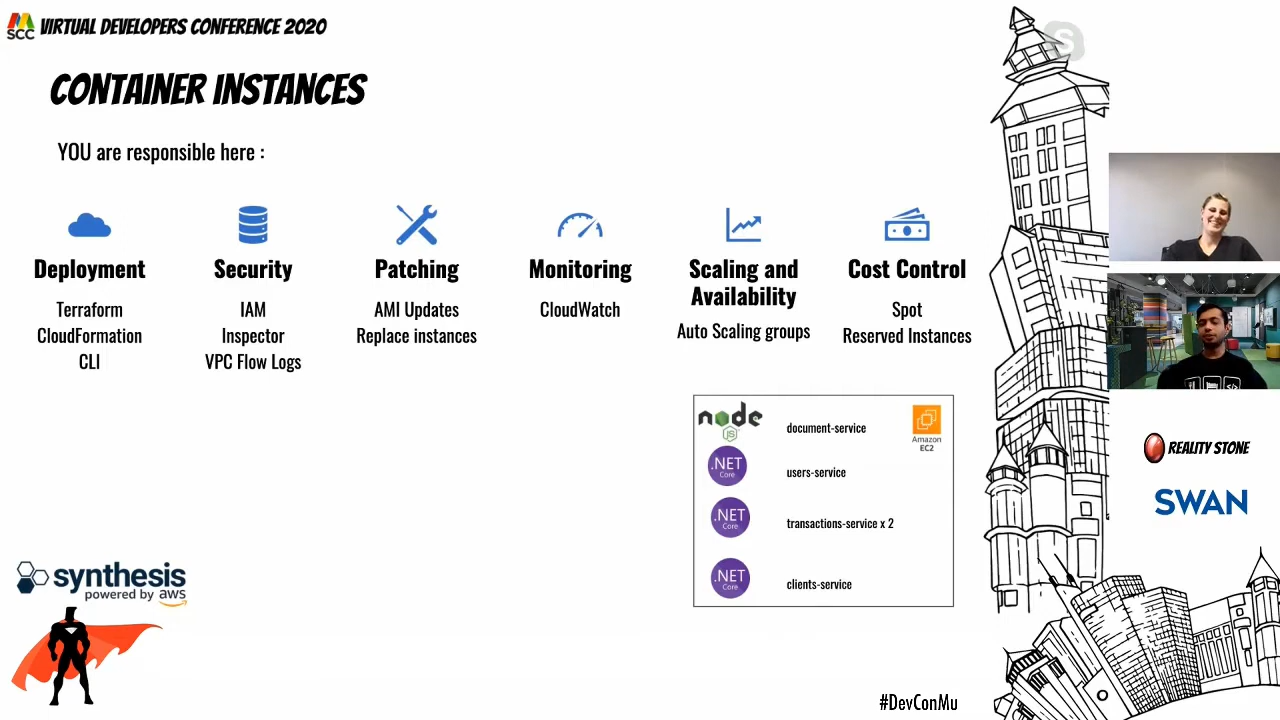 SCC VIRTUAL DEVELOPERS CONFERENCE 2020
CONTAINER INSTANCES
YOU are responsible here :
Deployment
Terraform
CloudFormation
CLI
Security
IAM
Inspector
VPC Flow Logs
Patching
AMI Updates
Replace instances
Monitoring
CloudWatch
Scaling and
Availability
Auto Scaling groups
Cost Control
Spot
Reserved Instances
node
JS
document-service
Amazon
EC2
.NET
Core
users-service
.NET
Core
transactions-service x 2
.NET
Core
clients-service
S
REALITY STONE
SWAN
synthesis
powered by aws
#DevConMu